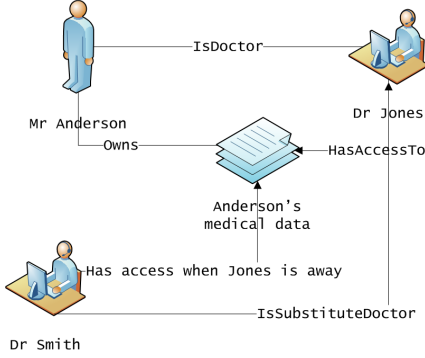 IsDoctor
Dr Jones
Mr Anderson
Owns
HasAccessTo
Anderson's
medical data
Has access when Jones is away
IsSubstituteDoctor
Dr Smith